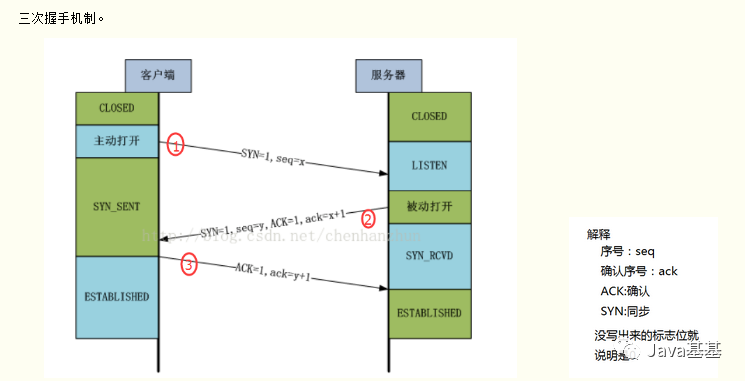 三次握手机制。
客户端
服务器
CLOSED
CLOSED
主动打开
①
SYN=1,seq=x
LISTEN
SYN_SENT
被动打开
②
SYN=1,seq=y,ACK=1,ack=x+1
http://blog.csdn.net/chenhanzhun
SYN_RCVD
③
ACK=1,ack=y+1
ESTABLISHED
ESTABLISHED
解释
序号：seq
确认序号：ack
ACK:确认
SYN:同步
没写出来的标志位就
说明是
Java基基